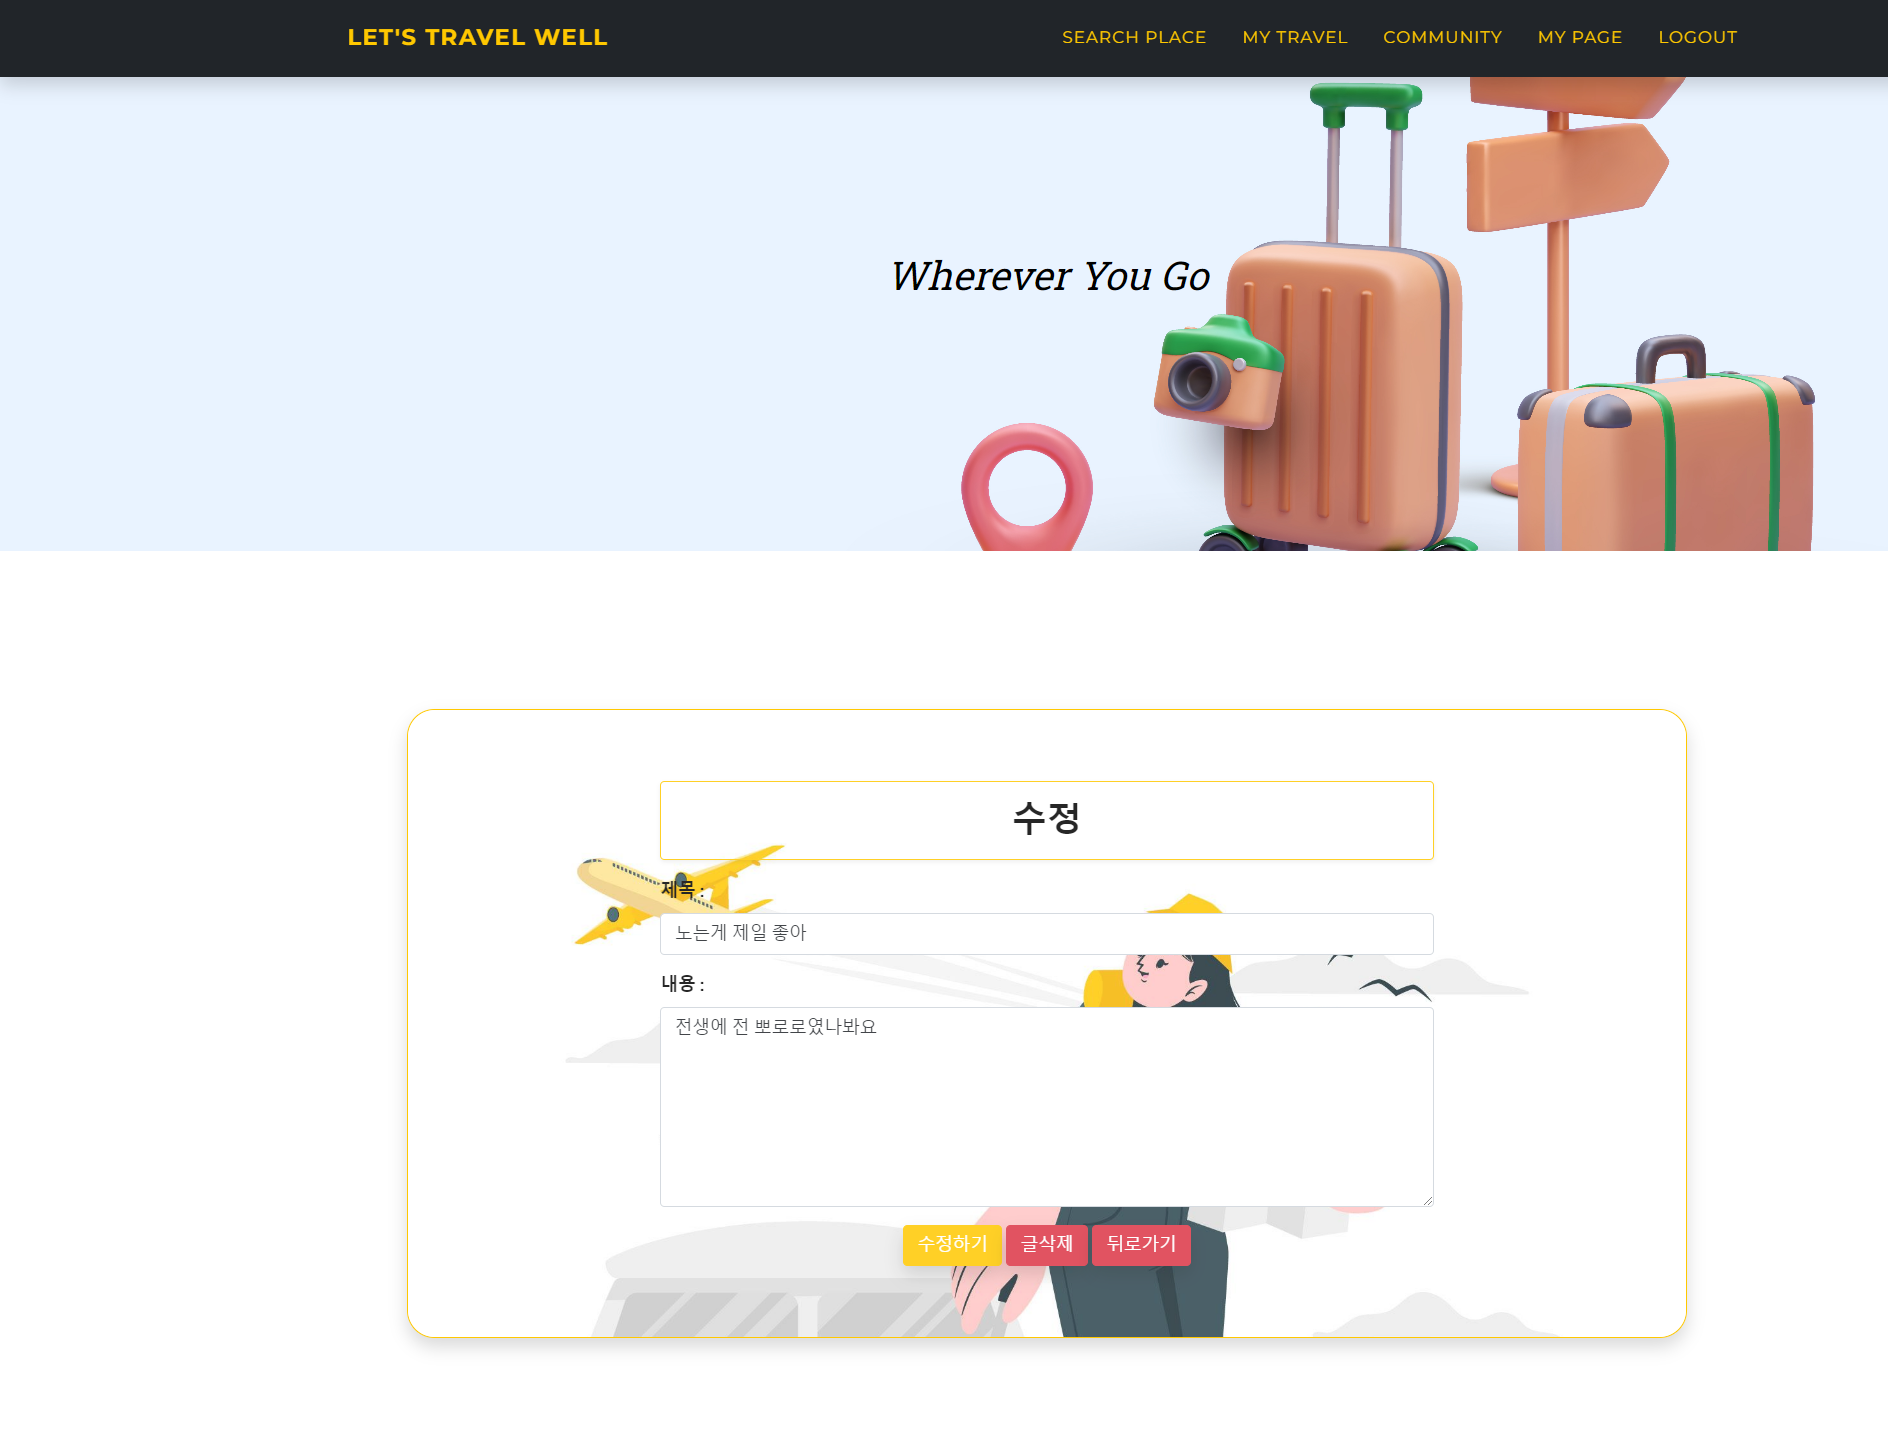 LET'S TRAVEL WELL
SEARCH PLACE MY TRAVEL COMMUNITY MY PAGE LOGOUT
Wherever You Go
수정
제목 :
노는게 제일 좋아
내용 :
전생에 전 뽀로로였나봐요
수정하기 글삭제 뒤로가기